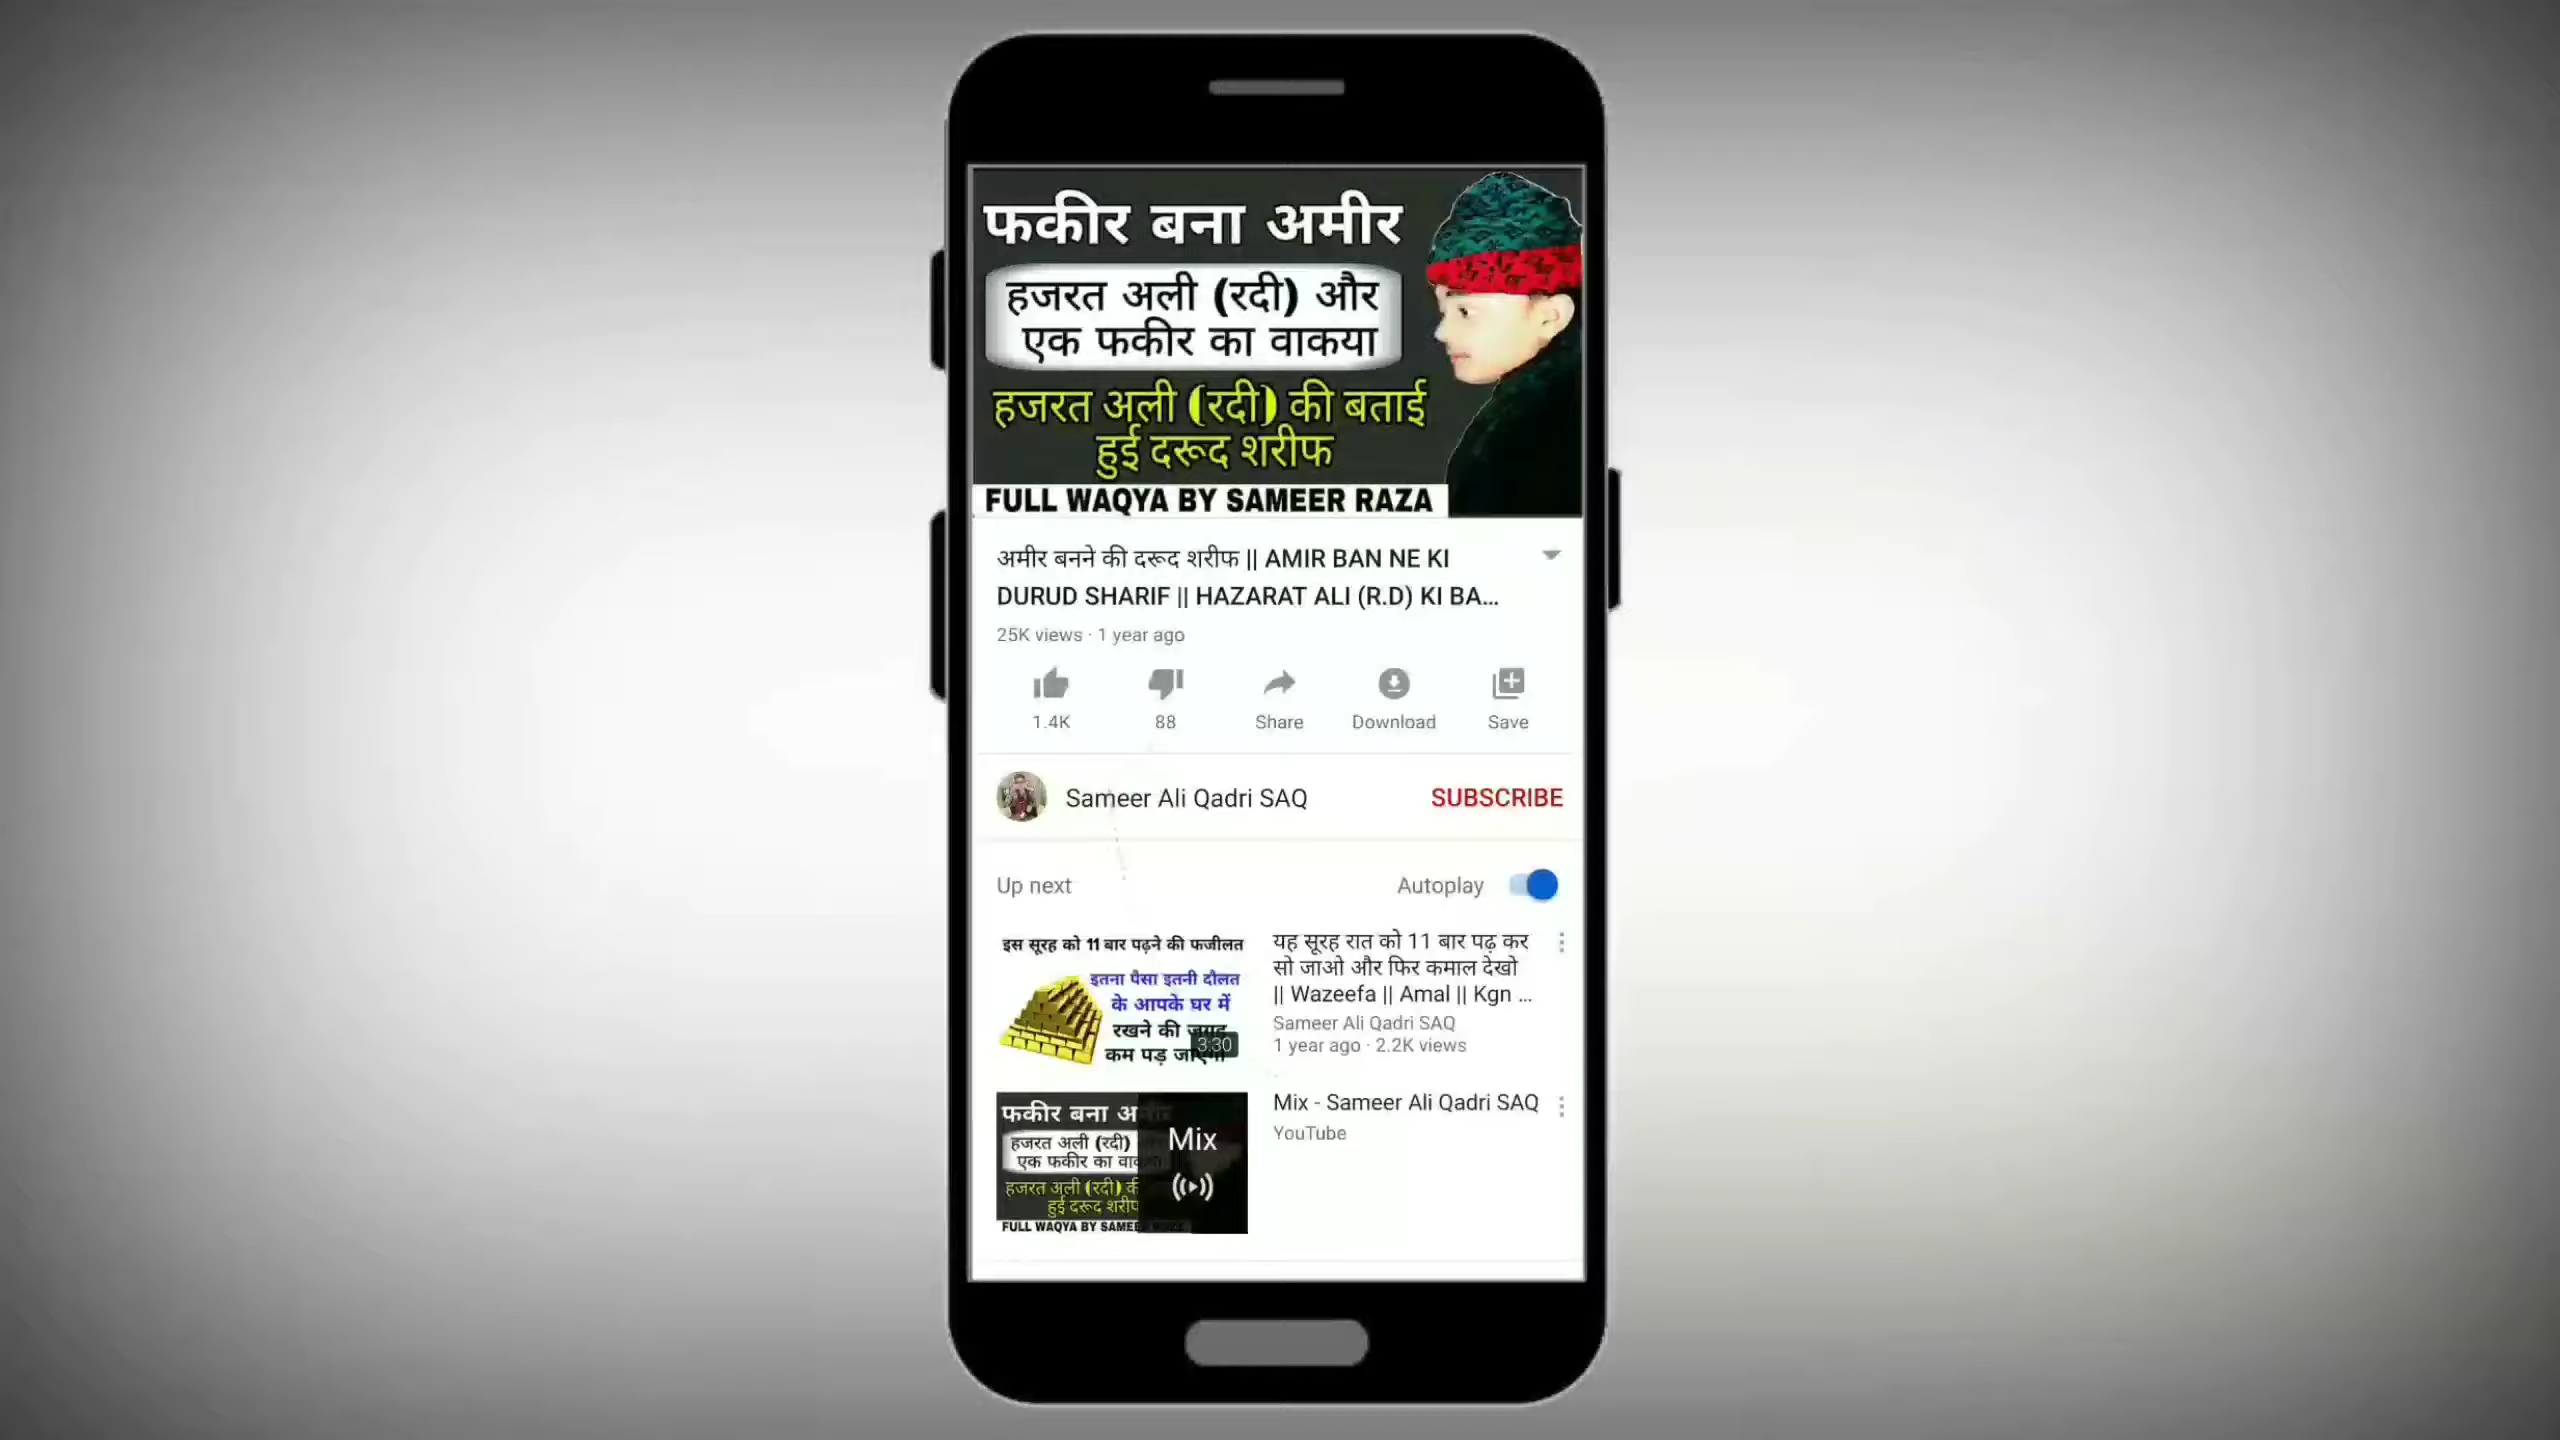 फकीर बना अमीर
हजरत अली (रदी) और
एक फकीर का वाकया
हजरत अली (रदी) की बताई
हुई दरूद शरीफ
FULL WAQYA BY SAMEER RAZA
अमीर बनने की दरूद शरीफ || AMIR BAN NE KI
DURUD SHARIF || HAZARAT ALI (R.D) KI BA...
25K views · 1 year ago
1.4K 88 Share Download Save
Sameer Ali Qadri SAQ SUBSCRIBE
Up next Autoplay
इस सूरह को 11 बार पढ़ने की फजीलत
इतना पैसा इतनी दौलत
के आपके घर में
रखने की जगह
कम पड़ जाएगी
3:30
यह सूरह रात को 11 बार पढ़ कर
सो जाओ और फिर कमाल देखो
|| Wazeefa || Amal || Kgn ...
Sameer Ali Qadri SAQ
1 year ago · 2.2K views
फकीर बना
हजरत अली (रदी)
एक फकीर का
हजरत अली (रदी)
हुई दरूद शरीफ
FULL WAQYA BY
Mix
Mix - Sameer Ali Qadri SAQ
YouTube